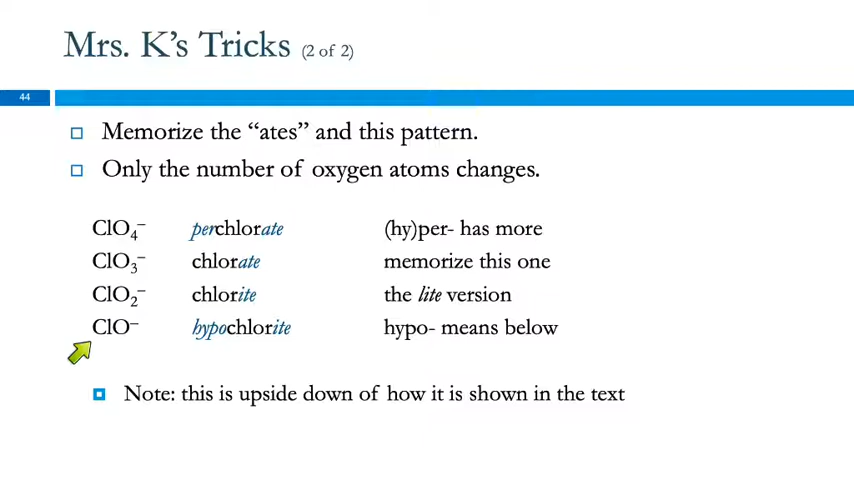 Mrs. K's Tricks (2 of 2)
44
Memorize the “ates” and this pattern.
Only the number of oxygen atoms changes.
ClO₄⁻ perchlorate (hy)per- has more
ClO₃⁻ chlorate memorize this one
ClO₂⁻ chlorite the lite version
ClO⁻ hypochlorite hypo- means below
Note: this is upside down of how it is shown in the text